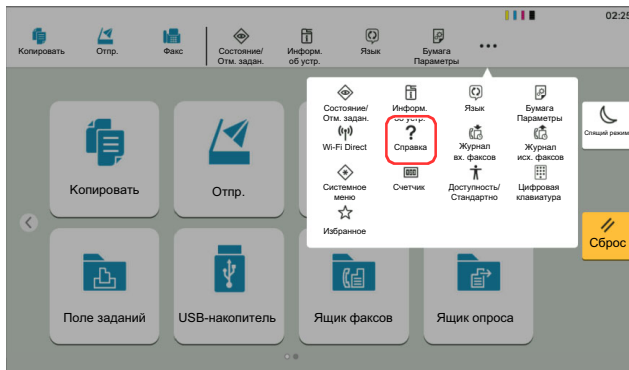 02:25
Копировать
Отпр.
Факс
Состояние/
Отм. задан.
Информ.
об устр.
Язык
Бумага
Параметры
Состояние/
Отм. задан.
Информ.
об устр.
Язык
Бумага
Параметры
Wi-Fi Direct
? Справка
Журнал
вх. факсов
Журнал
исх. факсов
Системное
меню
Счетчик
Доступность/
Стандартно
Цифровая
клавиатура
Избранное
Спящий режим
Копировать
Отпр.
Сброс
Поле заданий
USB-накопитель
Ящик факсов
Ящик опроса